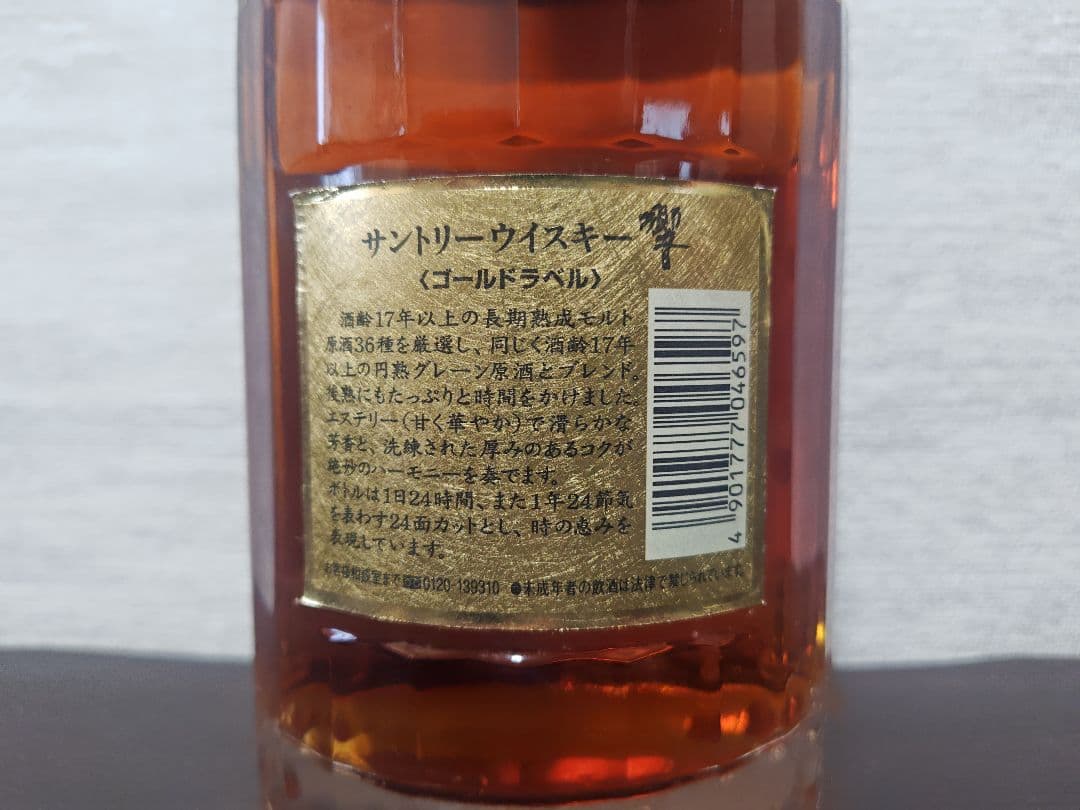 サントリーウイスキー響
〈ゴールドラベル〉
酒齢17年以上の長期熟成モルト
原酒36種を厳選し、同じく酒齢17年
以上の円熟グレーン原酒とブレンド。
後熟にもたっぷりと時間をかけました。
エステリー(甘く華やか)で滑らかな
芳香と、洗練された厚みのあるコクが
絶妙のハーモニーを奏でます。
ボトルは1日24時間、また1年24節気
を表わす24面カットとし、時の恵みを
表現しています。
お客様相談室まで 0120-139310 ●未成年者の飲酒は法律で禁じられています。
4 901777 046597